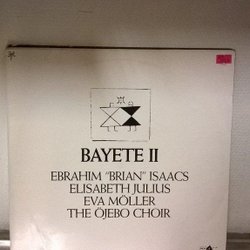 BAYETE II
EBRAHIM "BRIAN" ISAACS
ELISABETH JULIUS
EVA MÖLLER
THE ÖJEBO CHOIR